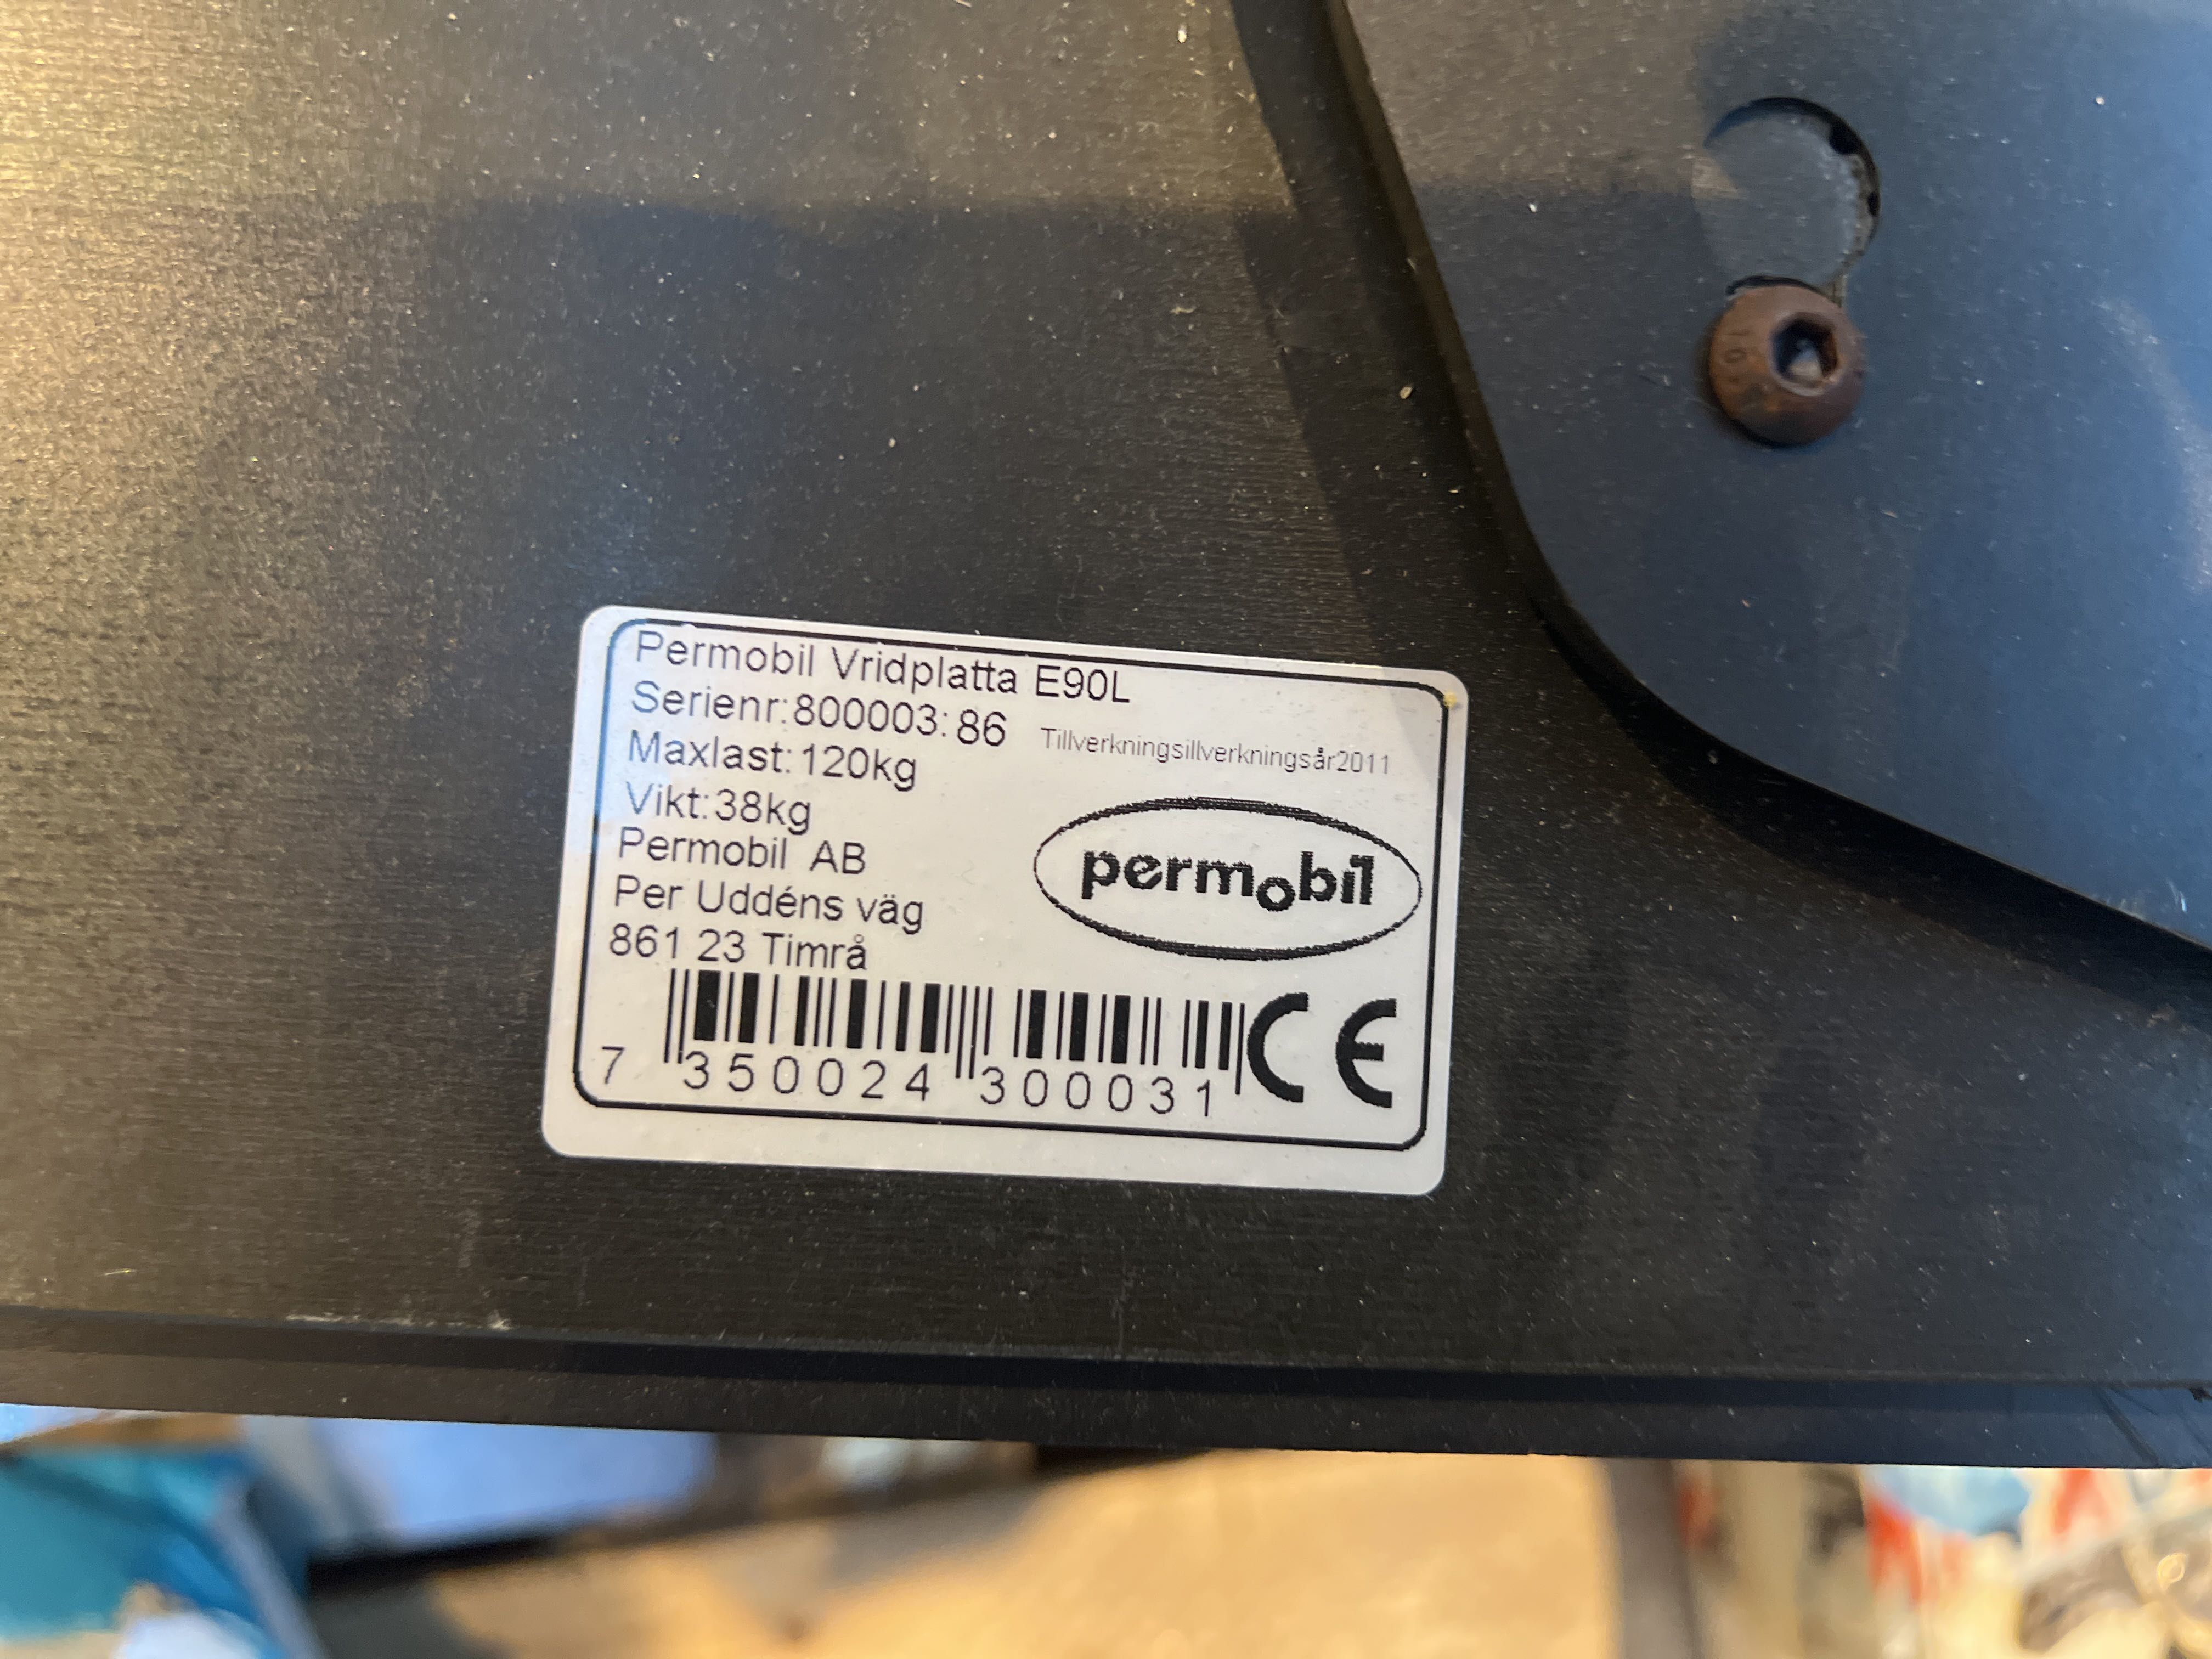 Permobil Vridplatta E90L
Serienr:800003:86 Tillverkningsillverkningsår2011
Maxlast:120kg
Vikt:38kg
Permobil AB
Per Uddéns väg
861 23 Timrå
permobil
7 350024 300031
CE